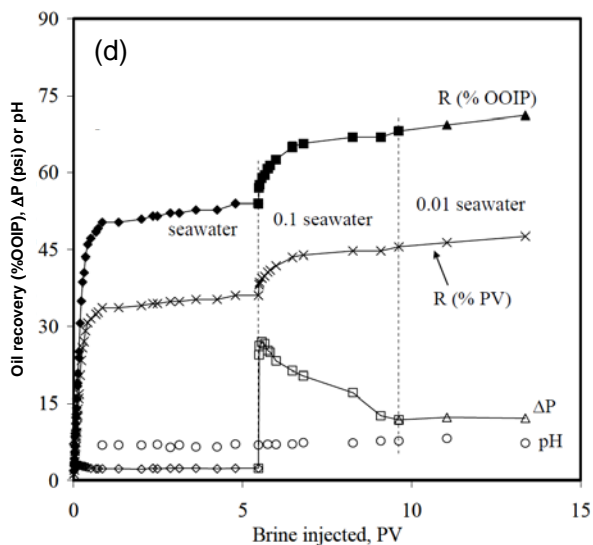 (d)
Oil recovery (%OOIP), ΔP (psi) or pH
90
75
60
45
30
15
0
R (% OOIP)
seawater
0.1 seawater
0.01 seawater
R (% PV)
ΔP
pH
0
5
10
15
Brine injected, PV